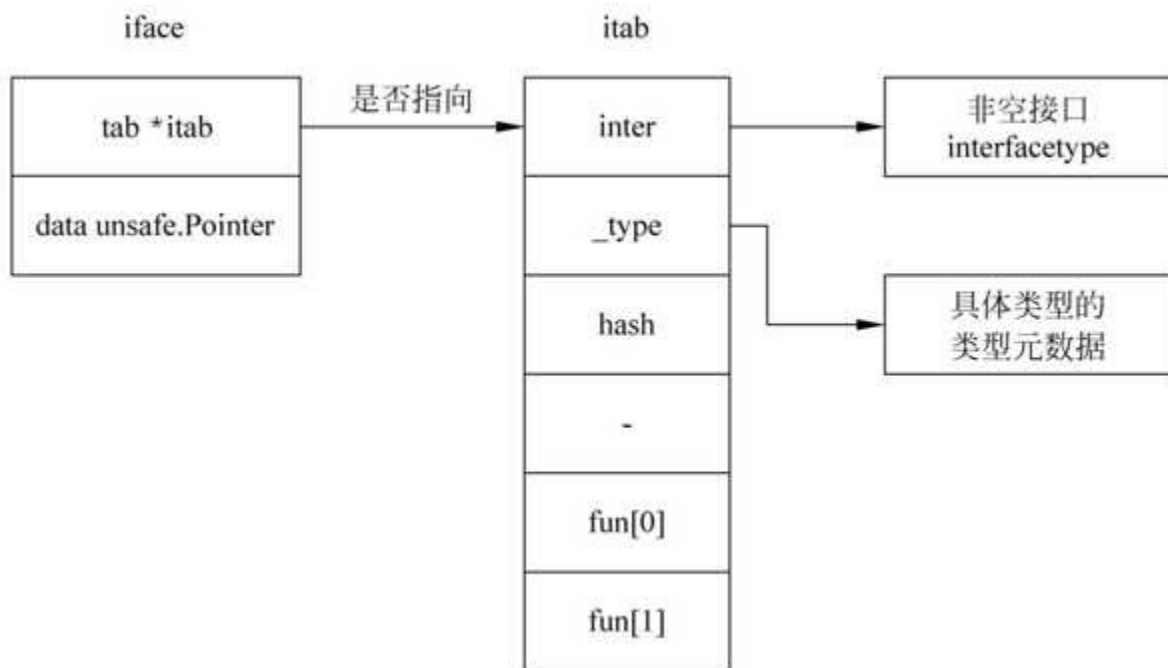 iface
itab
tab *itab
是否指向
inter
非空接口
interfacetype
data unsafe.Pointer
_type
hash
具体类型的
类型元数据
-
fun[0]
fun[1]